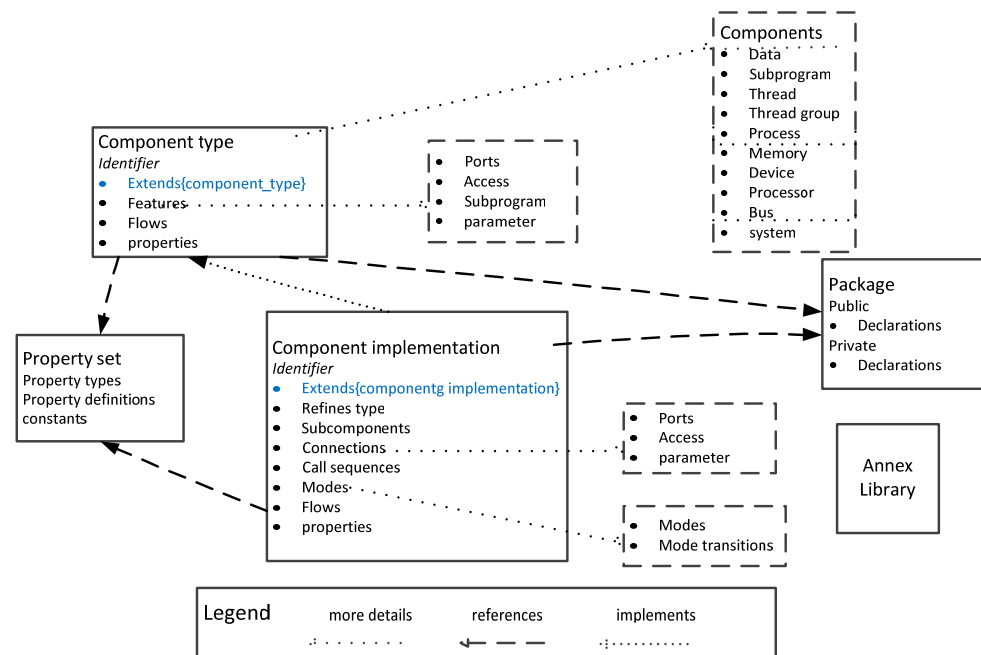 Components
Data
Subprogram
Thread
Thread group
Process
Memory
Device
Processor
Bus
system
Component type
Identifier
Extends{component_type}
Features
Flows
properties
Ports
Access
Subprogram
parameter
Package
Public
Declarations
Private
Declarations
Property set
Property types
Property definitions
constants
Component implementation
Identifier
Extends{componentg implementation}
Refines type
Subcomponents
Connections
Call sequences
Modes
Flows
properties
Ports
Access
parameter
Modes
Mode transitions
Annex
Library
Legend
more details
references
implements